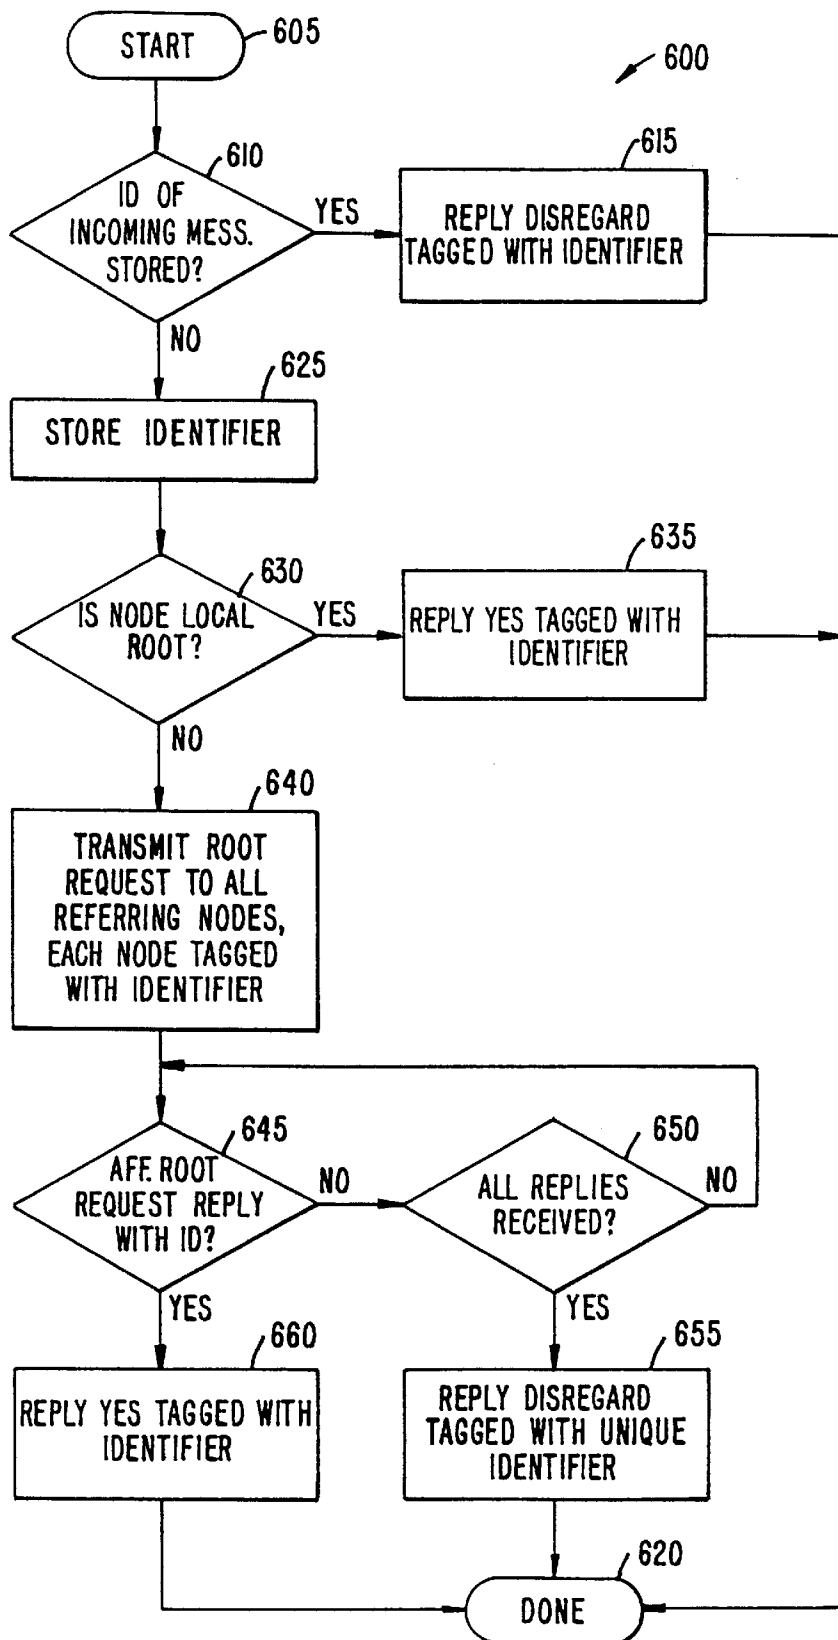 START
605
600
610
ID OF
INCOMING MESS.
STORED?
YES
615
REPLY DISREGARD
TAGGED WITH IDENTIFIER
NO
625
STORE IDENTIFIER
630
IS NODE LOCAL
ROOT?
YES
635
REPLY YES TAGGED WITH
IDENTIFIER
NO
640
TRANSMIT ROOT
REQUEST TO ALL
REFERRING NODES,
EACH NODE TAGGED
WITH IDENTIFIER
645
AFF. ROOT
REQUEST REPLY
WITH ID?
NO
650
ALL REPLIES
RECEIVED?
NO
YES
YES
660
REPLY YES TAGGED WITH
IDENTIFIER
655
REPLY DISREGARD
TAGGED WITH UNIQUE
IDENTIFIER
620
DONE